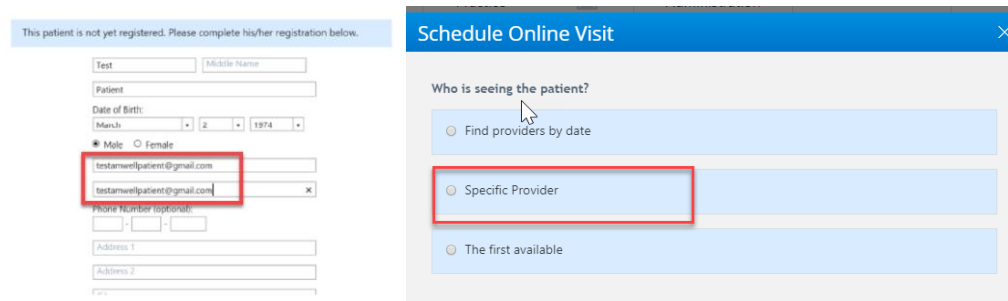 This patient is not yet registered. Please complete his/her registration below.
Test Middle Name
Patient
Date of Birth:
March 2 1974
Male Female
testamwellpatient@gmail.com
testamwellpatient@gmail.com
Phone Number (optional):
- -
Address 1
Address 2
Schedule Online Visit
Who is seeing the patient?
Find providers by date
Specific Provider
The first available